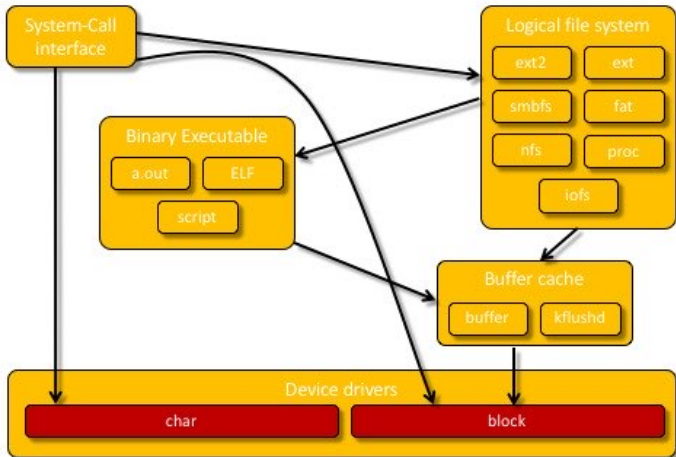 System-Call
interface
Logical file system
ext2
ext
smbfs
fat
nfs
proc
iofs
Binary Executable
a.out
ELF
script
Buffer cache
buffer
kflushd
Device drivers
char
block